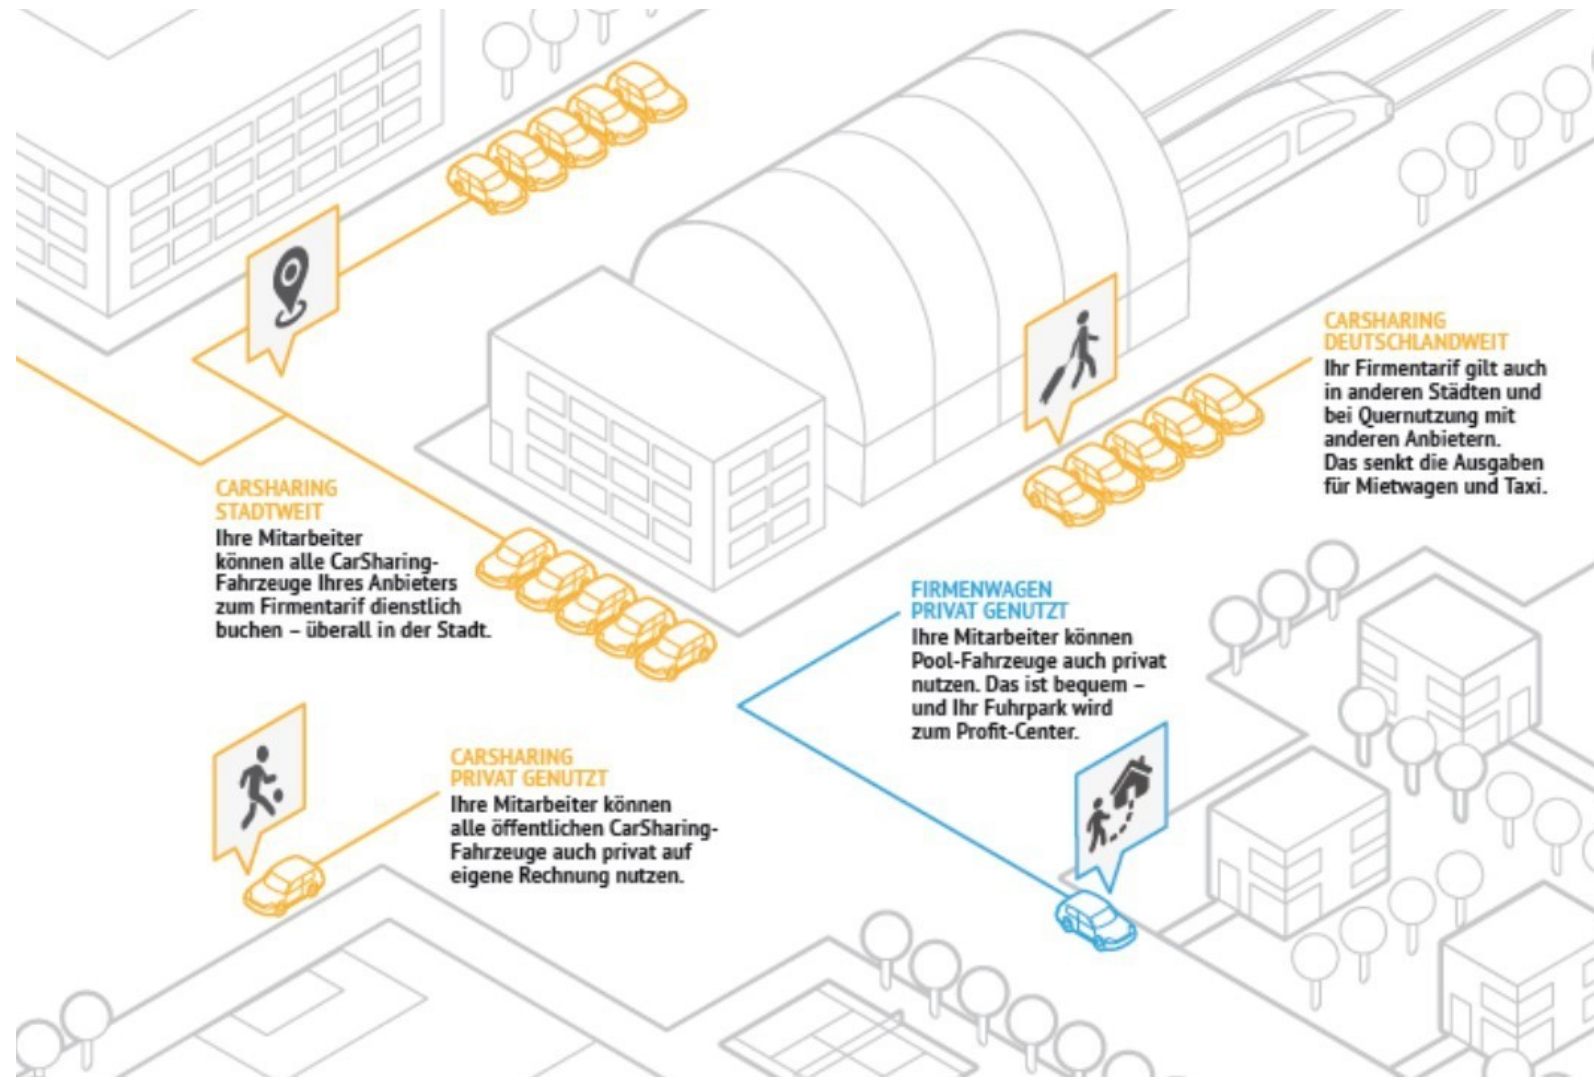 CARSHARING
DEUTSCHLANDWEIT
Ihr Firmentarif gilt auch
in anderen Städten und
bei Quernutzung mit
anderen Anbietern.
Das senkt die Ausgaben
für Mietwagen und Taxi.
CARSHARING
STADTWEIT
Ihre Mitarbeiter
können alle CarSharing-
Fahrzeuge Ihres Anbieters
zum Firmentarif dienstlich
buchen – überall in der Stadt.
FIRMENWAGEN
PRIVAT GENUTZT
Ihre Mitarbeiter können
Pool-Fahrzeuge auch privat
nutzen. Das ist bequem –
und Ihr Fuhrpark wird
zum Profit-Center.
CARSHARING
PRIVAT GENUTZT
Ihre Mitarbeiter können
alle öffentlichen CarSharing-
Fahrzeuge auch privat auf
eigene Rechnung nutzen.